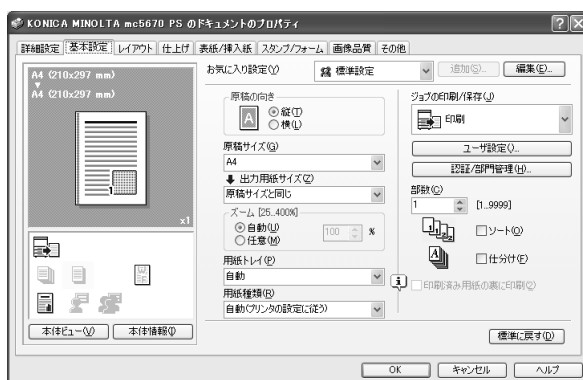 KONICA MINOLTA mc5670 PS のドキュメントのプロパティ
詳細設定 基本設定 レイアウト 仕上げ 表紙/挿入紙 スタンプ/フォーム 画像品質 その他
A4 (210x297 mm)
A4 (210x297 mm)
1
x1
本体ビュー(V) 本体情報(I)
お気に入り設定(Y) 標準設定 追加(S)... 編集(E)...
原稿の向き
A
縦(T)
横(L)
原稿サイズ(G)
A4
出力用紙サイズ(Z)
原稿サイズと同じ
ズーム [25..400%]
自動(U)
任意(M)
100 %
用紙トレイ(P)
自動
用紙種類(R)
自動(プリンタの設定に従う)
ジョブの印刷/保存(J)
印刷
ユーザ設定()...
認証/部門管理(H)...
部数(C)
1 [1..9999]
ソート(O)
仕分け(F)
印刷済み用紙の裏に印刷(2)
標準に戻す(D)
OK キャンセル ヘルプ